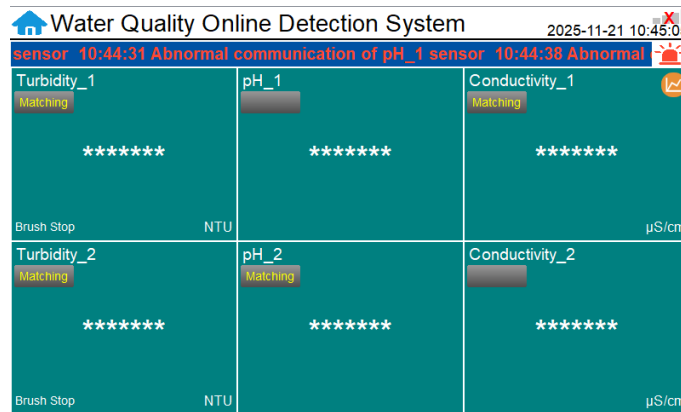 Water Quality Online Detection System
2025-11-21 10:45:0
sensor 10:44:31 Abnormal communication of pH_1 sensor 10:44:38 Abnormal
Turbidity_1
pH_1
Conductivity_1
Matching
Matching
*******
*******
*******
Brush Stop
NTU
µS/cm
Turbidity_2
pH_2
Conductivity_2
Matching
Matching
*******
*******
*******
Brush Stop
NTU
µS/cm